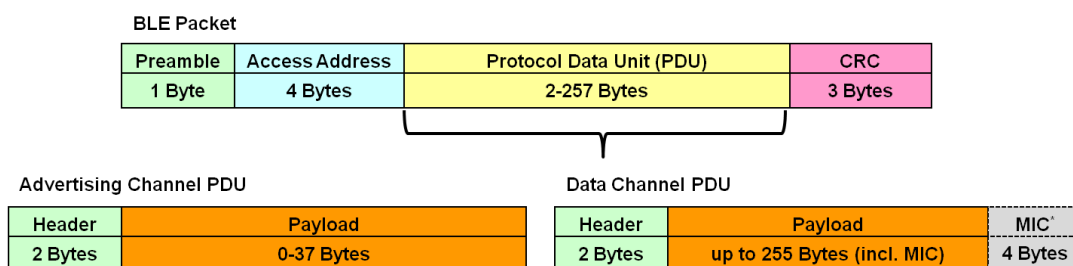 BLE Packet
Preamble Access Address Protocol Data Unit (PDU) CRC
1 Byte 4 Bytes 2-257 Bytes 3 Bytes
Advertising Channel PDU Data Channel PDU
Header Payload Header Payload MIC*
2 Bytes 0-37 Bytes 2 Bytes up to 255 Bytes (incl. MIC) 4 Bytes